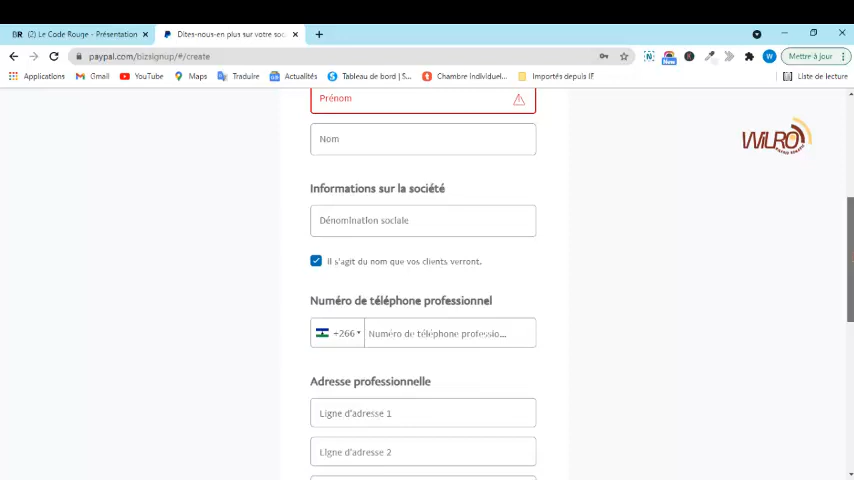 (2) Le Code Rouge - Présentation
Dites-nous-en plus sur votre soc
paypal.com/bizsignup/#/create
Mettre à jour
Applications
Gmail
YouTube
Maps
Traduire
Actualités
Tableau de bord | S...
Chambre individuel...
Importés depuis IE
Liste de lecture
Prénom
Nom
WILRO
Informations sur la société
Dénomination sociale
Il s'agit du nom que vos clients verront.
Numéro de téléphone professionnel
+266
Numéro de téléphone professio...
Adresse professionnelle
Ligne d'adresse 1
Ligne d'adresse 2